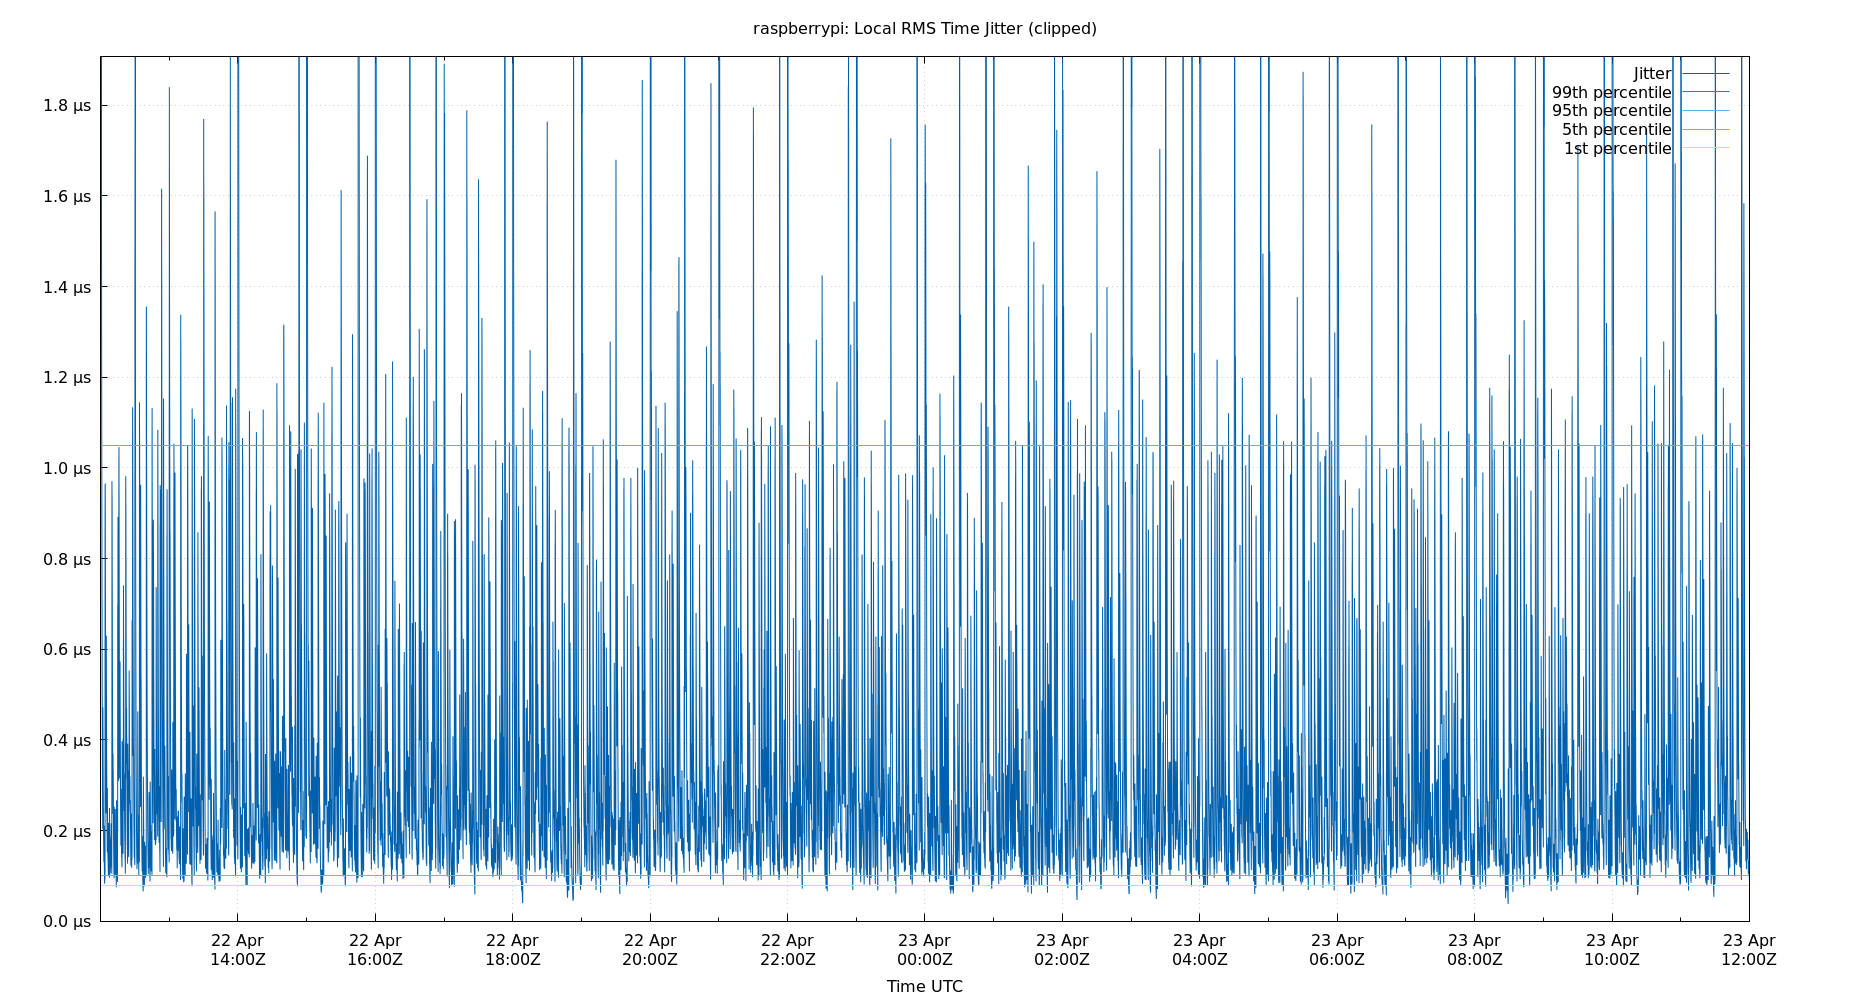 raspberrypi: Local RMS Time Jitter (clipped)
Jitter
99th percentile
95th percentile
5th percentile
1st percentile
1.8 µs
1.6 µs
1.4 µs
1.2 µs
1.0 µs
0.8 µs
0.6 µs
0.4 µs
0.2 µs
0.0 µs
22 Apr 22 Apr 22 Apr 22 Apr 22 Apr 23 Apr 23 Apr 23 Apr 23 Apr 23 Apr 23 Apr 23 Apr
14:00Z 16:00Z 18:00Z 20:00Z 22:00Z 00:00Z 02:00Z 04:00Z 06:00Z 08:00Z 10:00Z 12:00Z
Time UTC